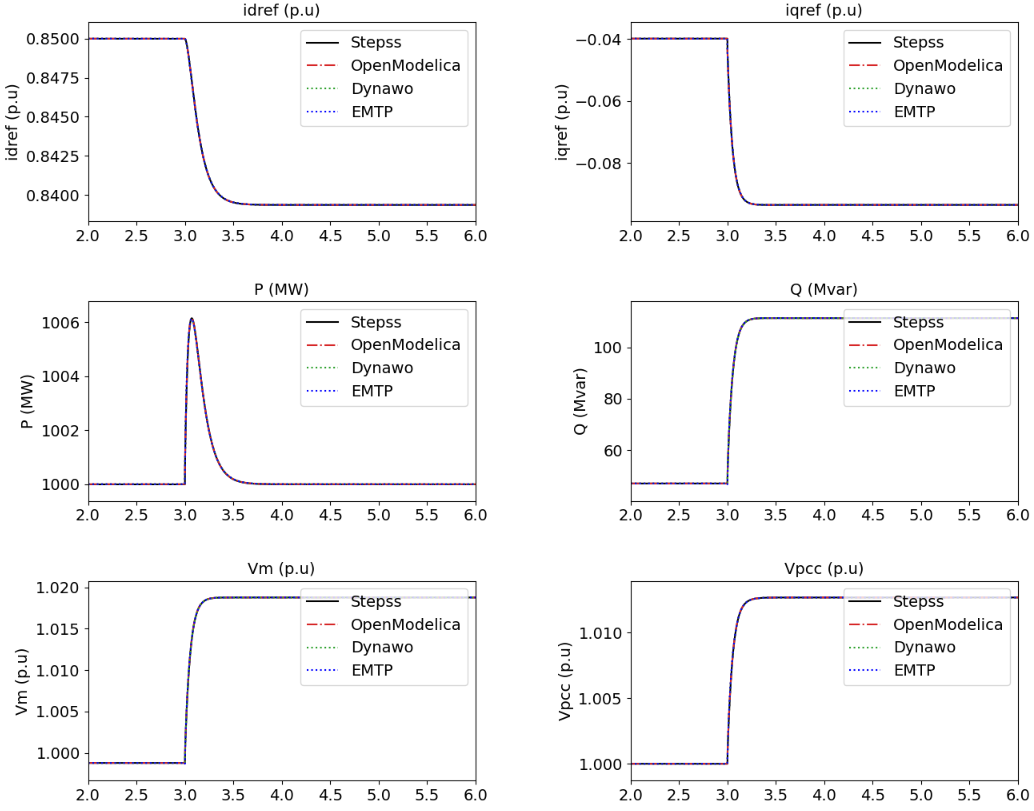 idref (p.u)
idref (p.u)
0.8500
0.8475
0.8450
0.8425
0.8400
Stepss
OpenModelica
Dynawo
EMTP
2.0 2.5 3.0 3.5 4.0 4.5 5.0 5.5 6.0
iqref (p.u)
iqref (p.u)
−0.04
−0.06
−0.08
Stepss
OpenModelica
Dynawo
EMTP
2.0 2.5 3.0 3.5 4.0 4.5 5.0 5.5 6.0
P (MW)
P (MW)
1006
1004
1002
1000
Stepss
OpenModelica
Dynawo
EMTP
2.0 2.5 3.0 3.5 4.0 4.5 5.0 5.5 6.0
Q (Mvar)
Q (Mvar)
100
80
60
Stepss
OpenModelica
Dynawo
EMTP
2.0 2.5 3.0 3.5 4.0 4.5 5.0 5.5 6.0
Vm (p.u)
Vm (p.u)
1.020
1.015
1.010
1.005
1.000
Stepss
OpenModelica
Dynawo
EMTP
2.0 2.5 3.0 3.5 4.0 4.5 5.0 5.5 6.0
Vpcc (p.u)
Vpcc (p.u)
1.010
1.005
1.000
Stepss
OpenModelica
Dynawo
EMTP
2.0 2.5 3.0 3.5 4.0 4.5 5.0 5.5 6.0